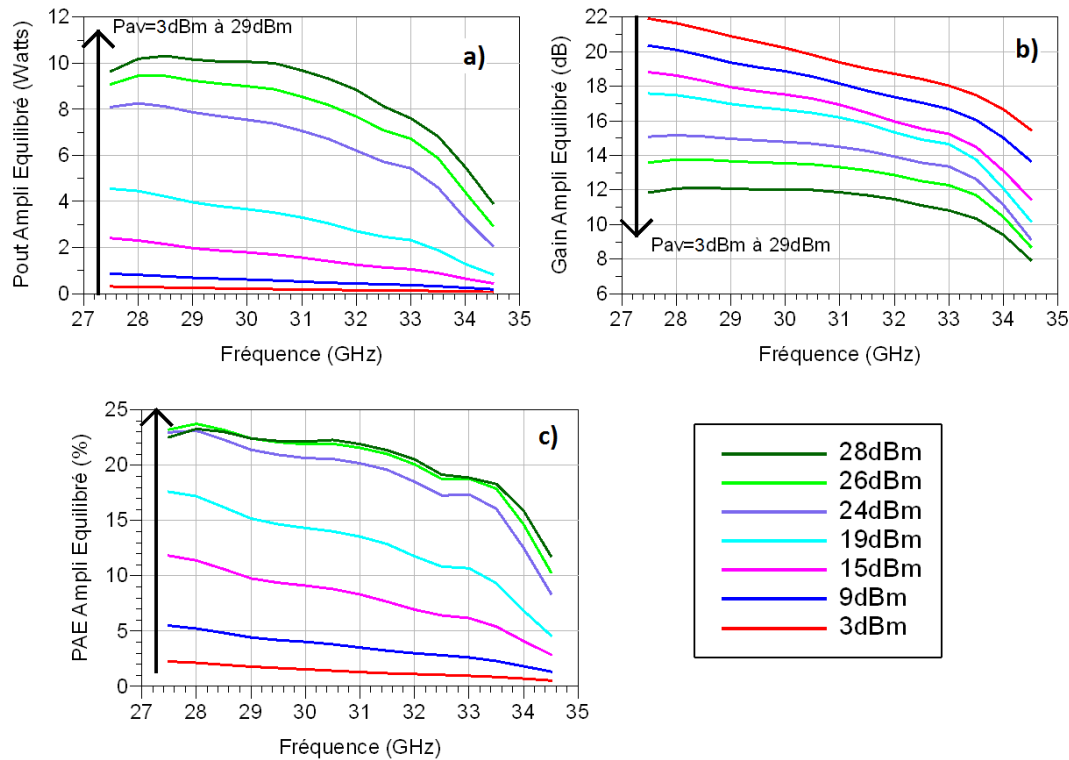 Pav=3dBm à 29dBm
a)
Pout Ampli Equilibré (Watts)
12
10
8
6
4
2
0
27 28 29 30 31 32 33 34 35
Fréquence (GHz)
b)
Gain Ampli Equilibré (dB)
22
20
18
16
14
12
10
8
6
Pav=3dBm à 29dBm
27 28 29 30 31 32 33 34 35
Fréquence (GHz)
c)
PAE Ampli Equilibré (%)
25
20
15
10
5
0
27 28 29 30 31 32 33 34 35
Fréquence (GHz)
28dBm
26dBm
24dBm
19dBm
15dBm
9dBm
3dBm